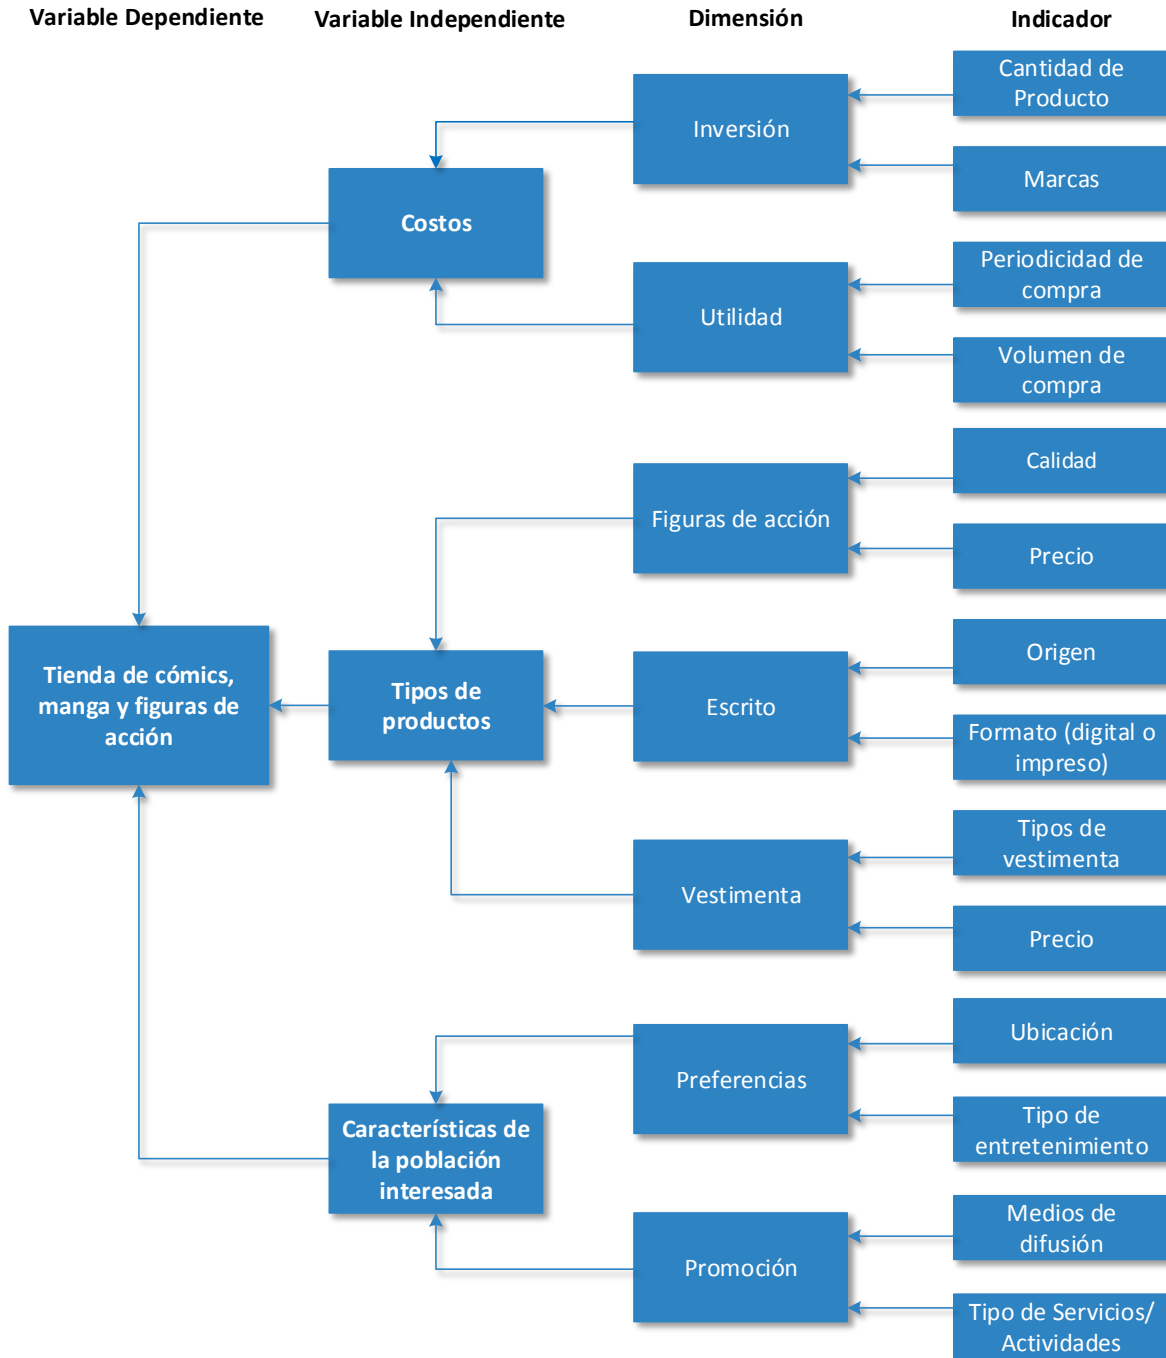 Variable Dependiente
Variable Independiente
Dimensión
Indicador
Cantidad de
Producto
Inversión
Marcas
Costos
Periodicidad de
compra
Utilidad
Volumen de
compra
Calidad
Figuras de acción
Precio
Tienda de cómics,
manga y figuras de
acción
Tipos de
productos
Origen
Escrito
Formato (digital o
impreso)
Tipos de
vestimenta
Vestimenta
Precio
Ubicación
Preferencias
Tipo de
entretenimiento
Características de
la población
interesada
Medios de
difusión
Promoción
Tipo de Servicios/
Actividades